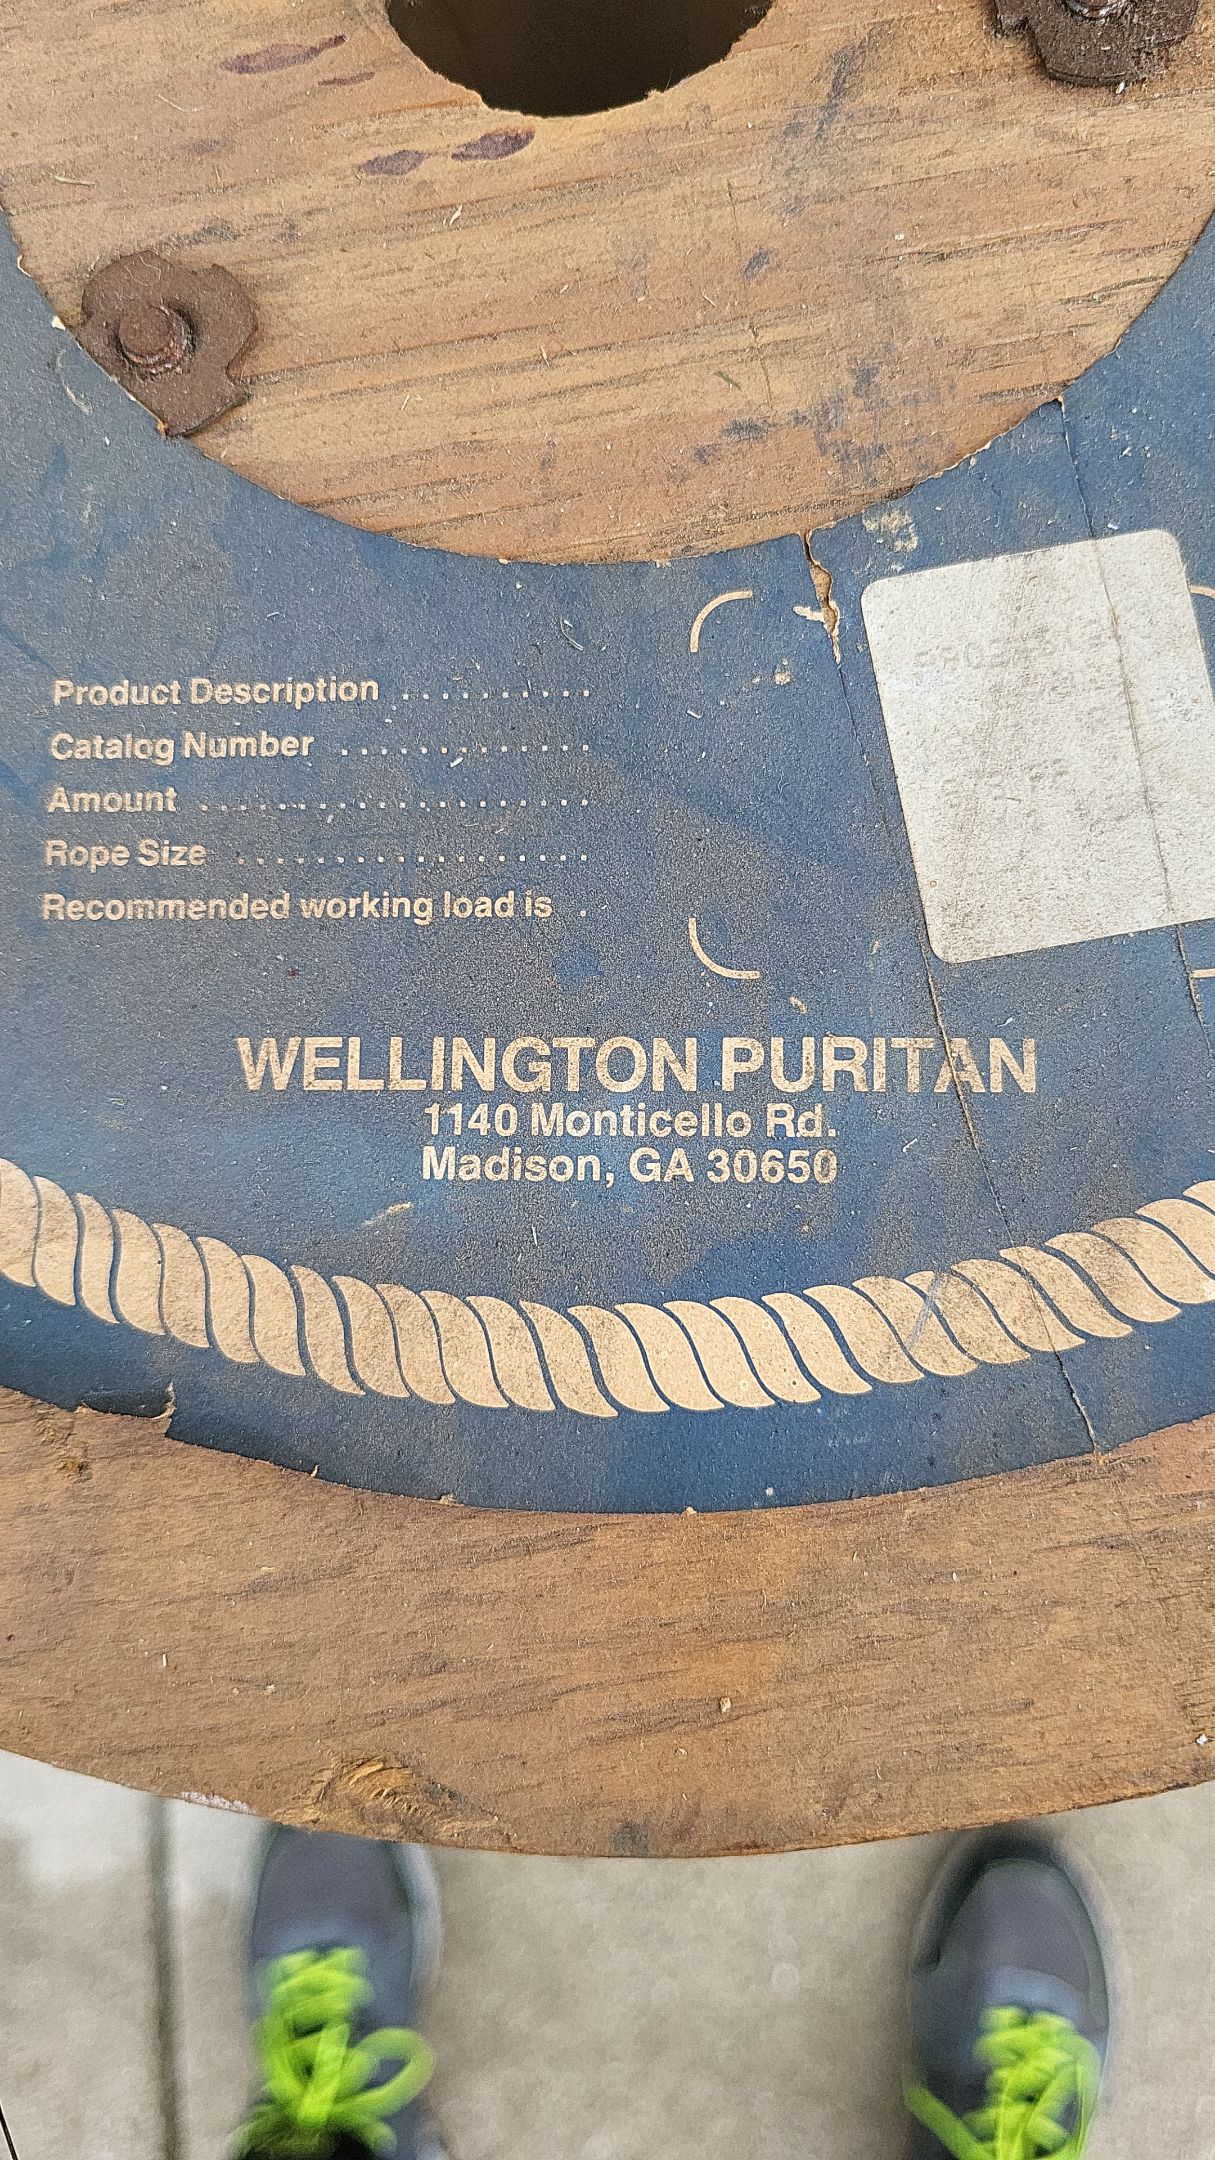 Product Description ..........
Catalog Number .............
Amount ......................
Rope Size ...................
Recommended working load is .
WELLINGTON PURITAN
1140 Monticello Rd.
Madison, GA 30650